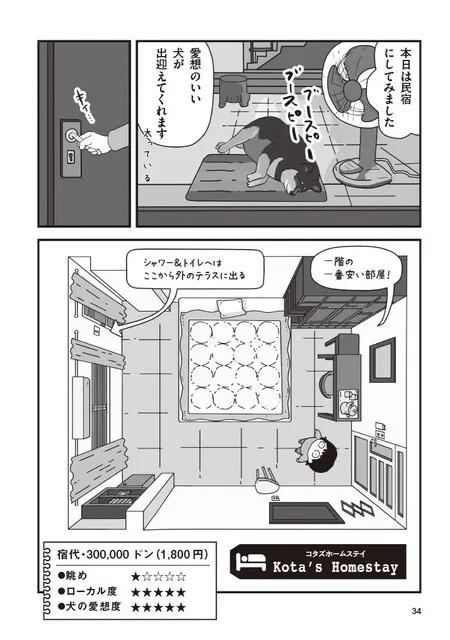 本日は民宿
にしてみました
ブースピー
ブースピー
愛想のいい
犬が
出迎えてくれます
太っている
キィ…
一階の
一番安い部屋!
シャワー&トイレへは
ここから外のテラスに出る
宿代・300,000 ドン(1,800円)
●眺め ★☆☆☆☆
●ローカル度 ★★★★★
●犬の愛想度 ★★★★★
コタズホームステイ
Kota's Homestay
34